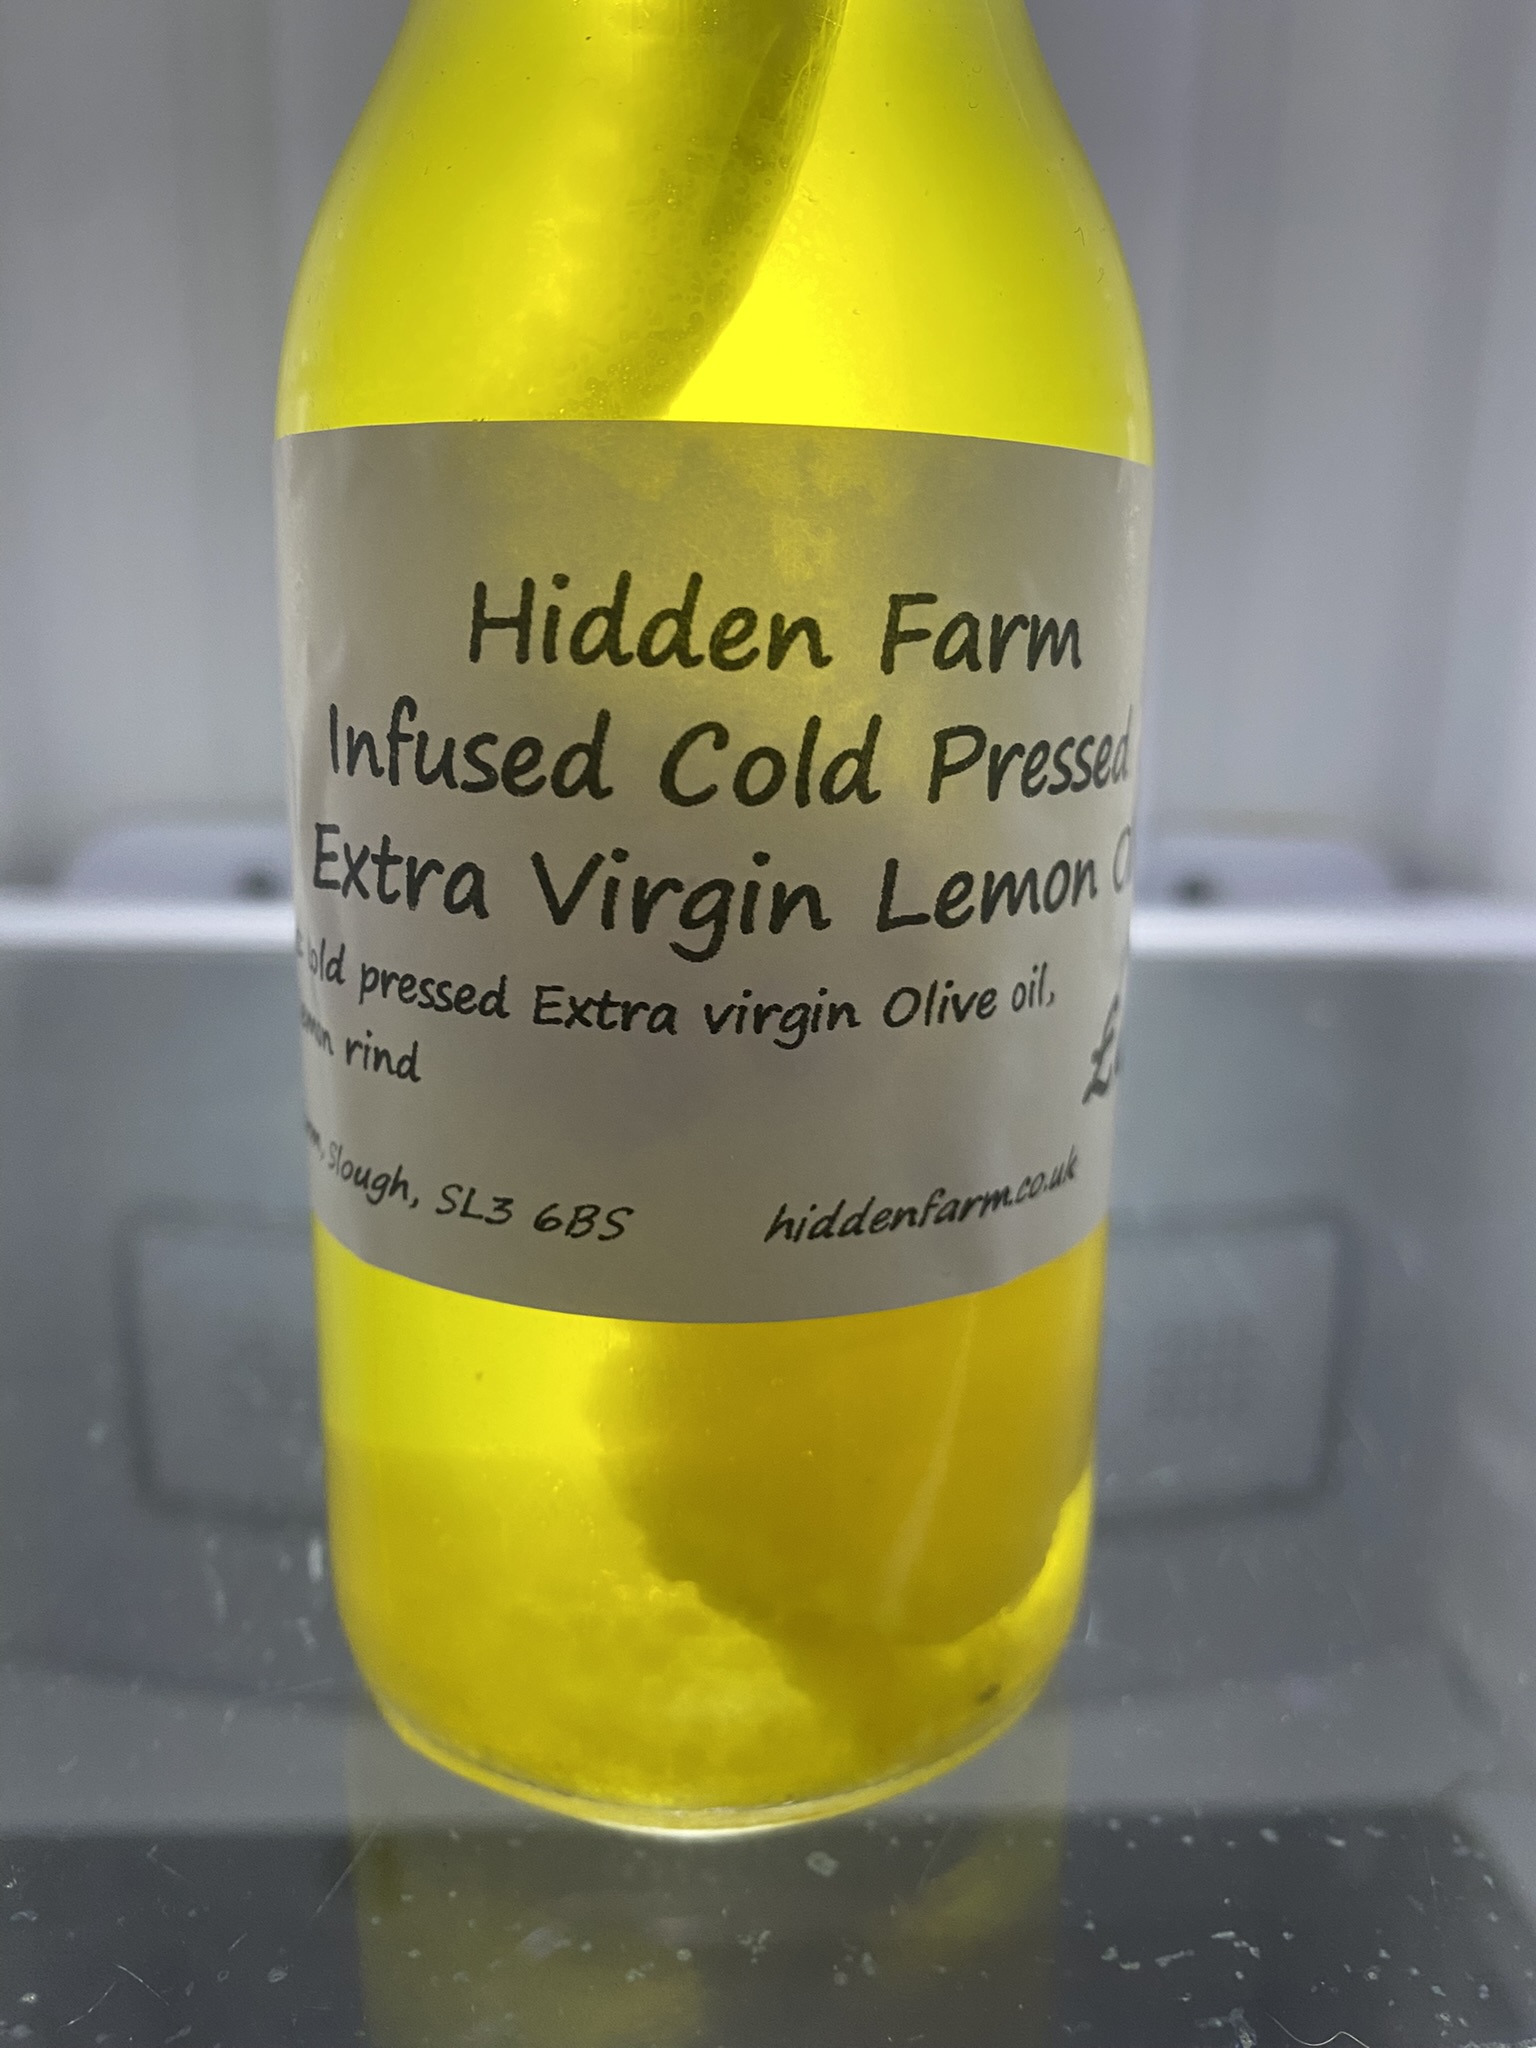 Hidden Farm
Infused Cold Pressed
Extra Virgin Lemon
pressed Extra virgin Olive oil,
rind
Slough, SL3 6BS
hiddenfarm.co.uk
£